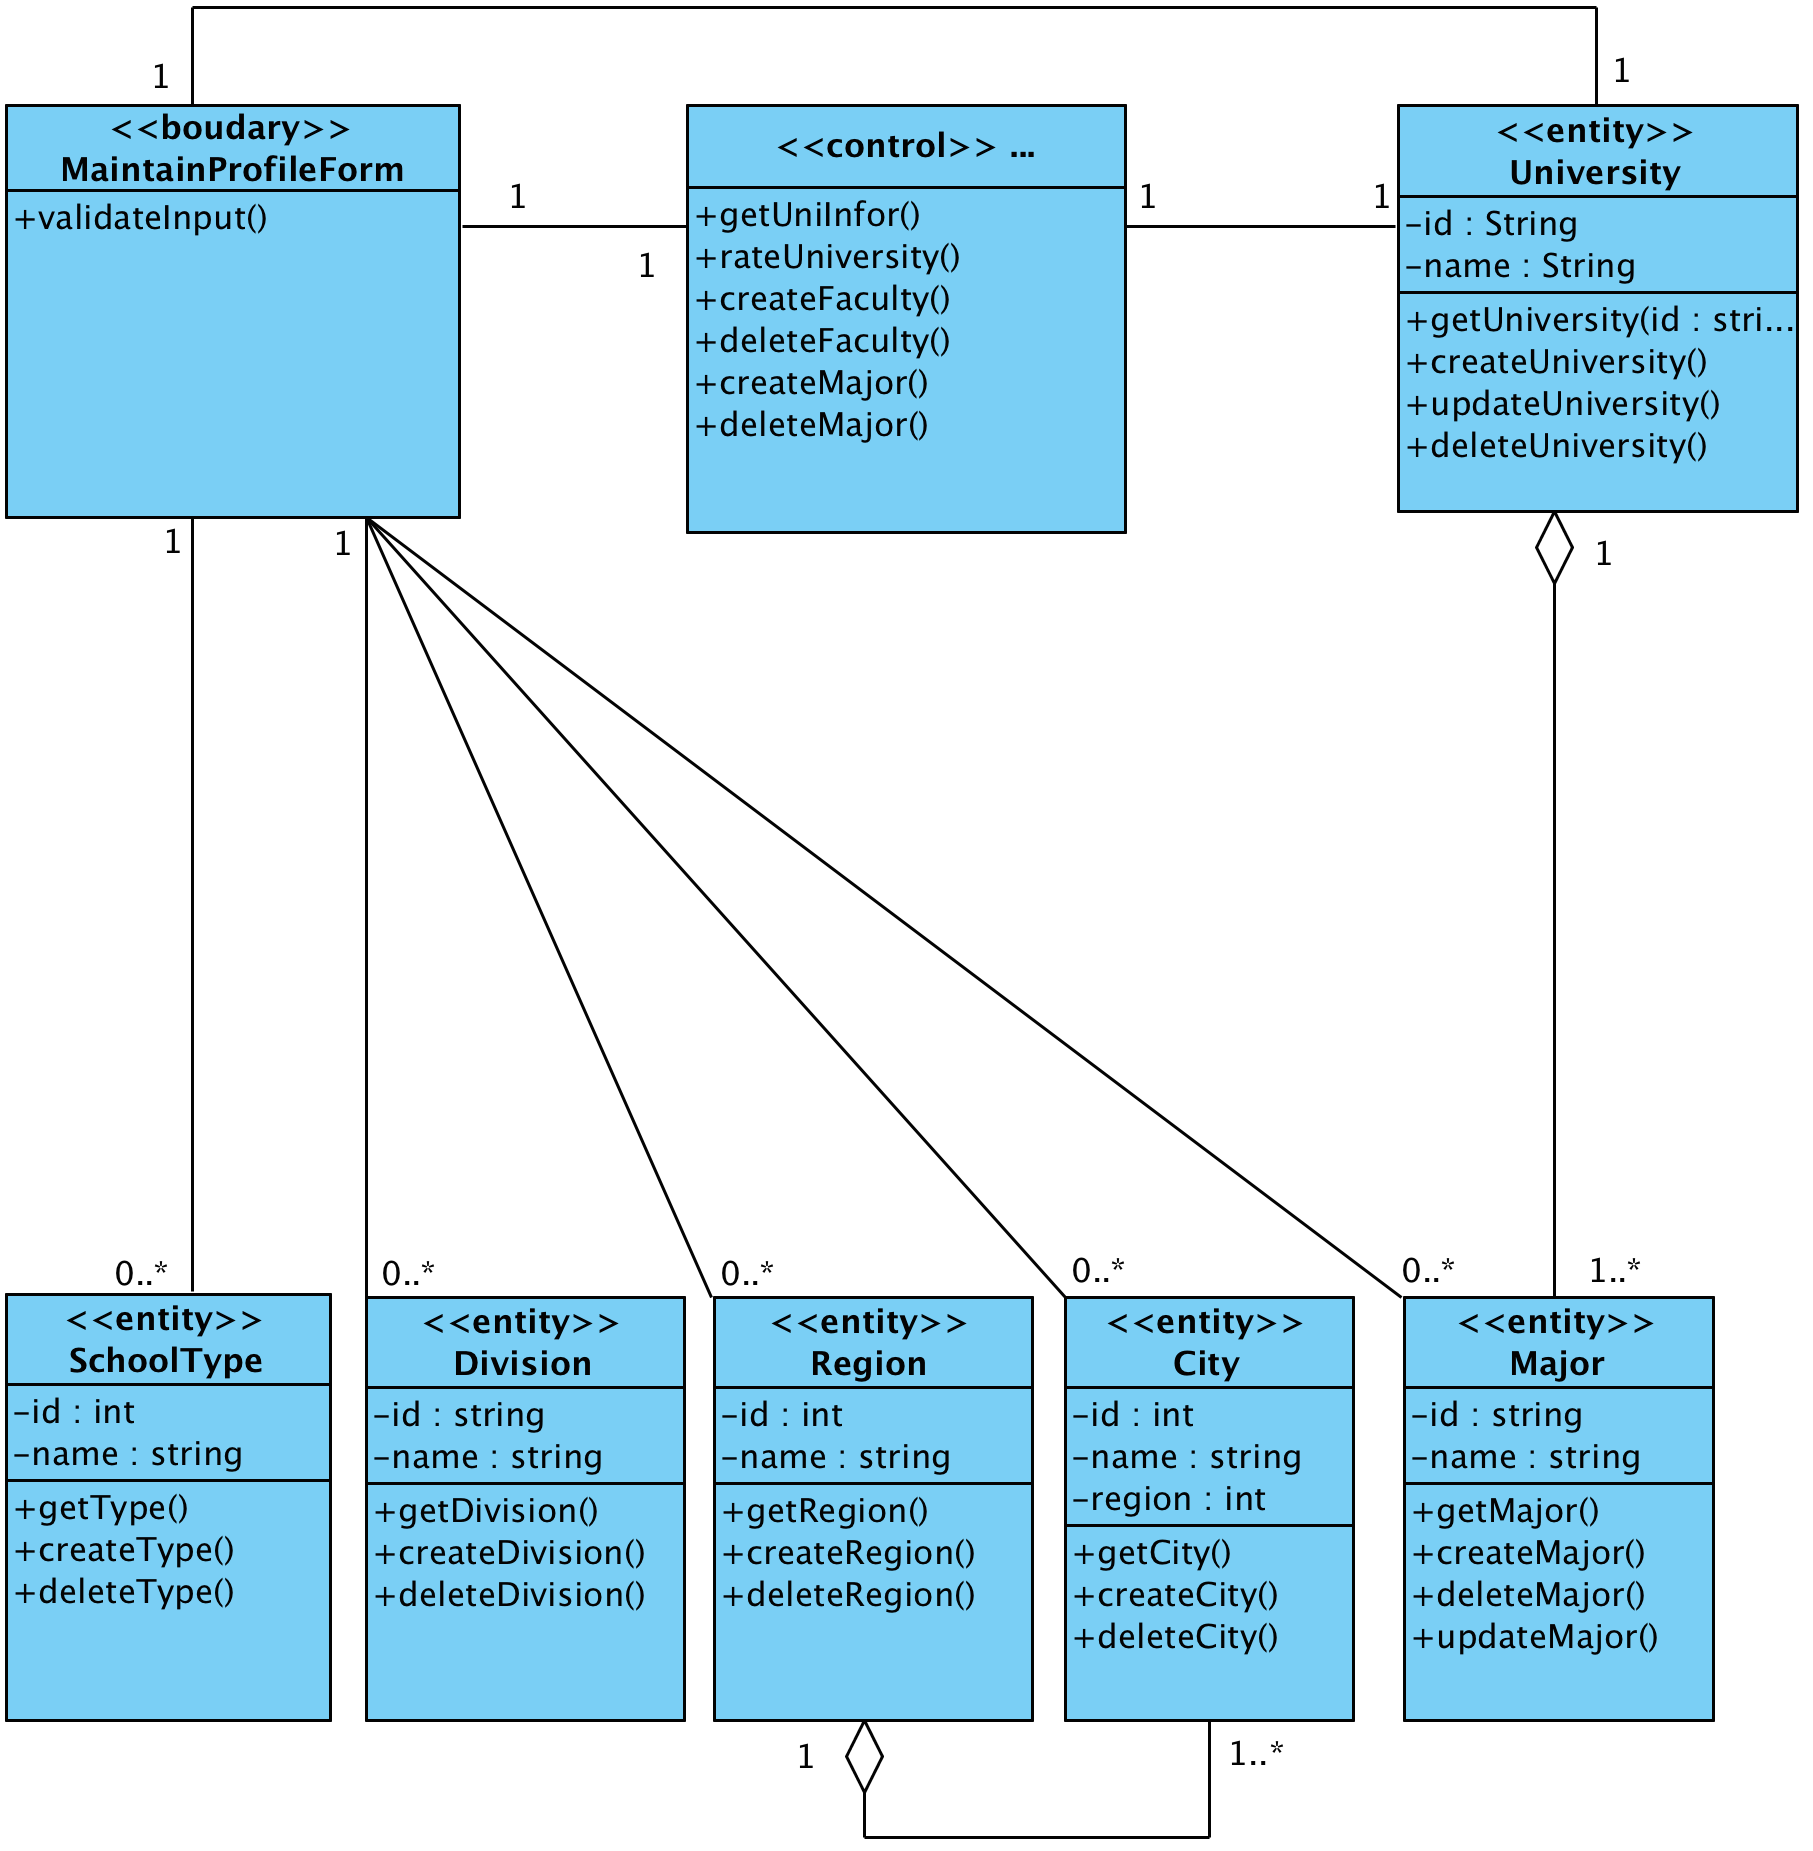 1
1
<<boudary>>
MaintainProfileForm
+validateInput()
1
1
<<control>> ...
+getUniInfor()
+rateUniversity()
+createFaculty()
+deleteFaculty()
+createMajor()
+deleteMajor()
1
1
<<entity>>
University
-id : String
-name : String
+getUniversity(id : stri...
+createUniversity()
+updateUniversity()
+deleteUniversity()
1
1
1
0..*
0..*
0..*
0..*
0..*
1..*
<<entity>>
SchoolType
-id : int
-name : string
+getType()
+createType()
+deleteType()
<<entity>>
Division
-id : string
-name : string
+getDivision()
+createDivision()
+deleteDivision()
<<entity>>
Region
-id : int
-name : string
+getRegion()
+createRegion()
+deleteRegion()
<<entity>>
City
-id : int
-name : string
-region : int
+getCity()
+createCity()
+deleteCity()
<<entity>>
Major
-id : string
-name : string
+getMajor()
+createMajor()
+deleteMajor()
+updateMajor()
1
1..*